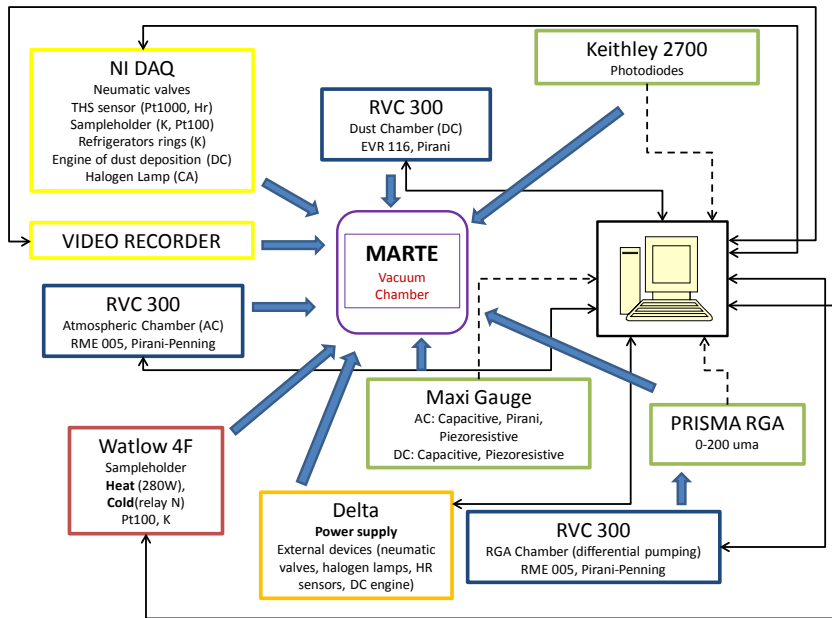 NI DAQ
Neumatic valves
THS sensor (Pt1000, Hr)
Sampleholder (K, Pt100)
Refrigerators rings (K)
Engine of dust deposition (DC)
Halogen Lamp (CA)
RVC 300
Dust Chamber (DC)
EVR 116, Pirani
Keithley 2700
Photodiodes
VIDEO RECORDER
MARTE
Vacuum
Chamber
RVC 300
Atmospheric Chamber (AC)
RME 005, Pirani-Penning
Maxi Gauge
AC: Capacitive, Pirani,
Piezoresistive
DC: Capacitive, Piezoresistive
PRISMA RGA
0-200 uma
Watlow 4F
Sampleholder
Heat (280W),
Cold(relay N)
Pt100, K
Delta
Power supply
External devices (neumatic
valves, halogen lamps, HR
sensors, DC engine)
RVC 300
RGA Chamber (differential pumping)
RME 005, Pirani-Penning